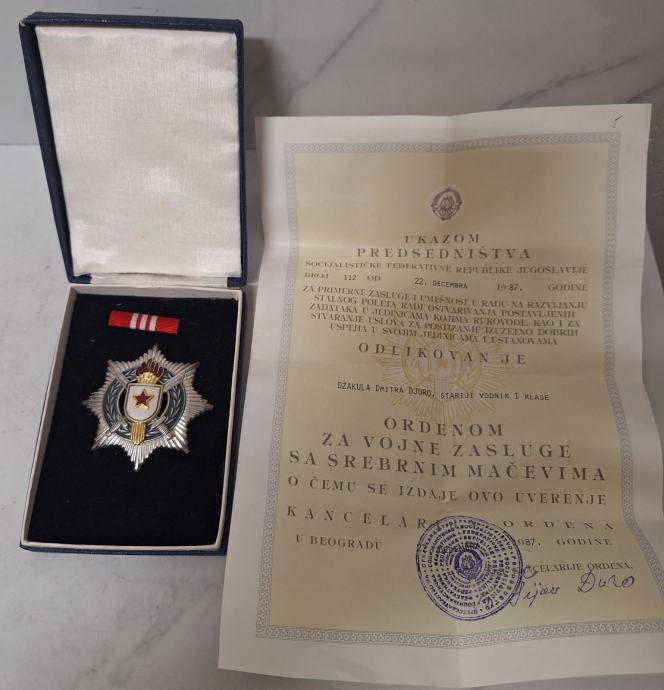 5
UKAZOM
PREDSEDNIŠTVA
SOCIJALISTIČKE FEDERATIVNE REPUBLIKE JUGOSLAVIJE
BROJ 112 OD 22. DECEMBRA 1987. GODINE
ZA PRIMERNE ZASLUGE I UMEŠNOST U RADU NA RAZVIJANJU
STALNOG POLETA RADI OSTVARIVANJA POSTAVLJENIH
ZADATAKA U JEDINICAMA KOJIMA RUKOVODE, KAO I ZA
STVARANJE USLOVA ZA POSTIZANJE IZUZETNO DOBRIH
USPEHA U SVOJIM JEDINICAMA I USTANOVAMA
ODLIKOVAN JE
DZAKULA DMITRA DJURO, STARIJI VODNIK I KLASE
ORDENOM
ZA VOJNE ZASLUGE
SA SREBRNIM MAČEVIMA
O ČEMU SE IZDAJE OVO UVERENJE
KANCELAR ORDENA
U BEOGRADU 987. GODINE
CELARIJE ORDENA,